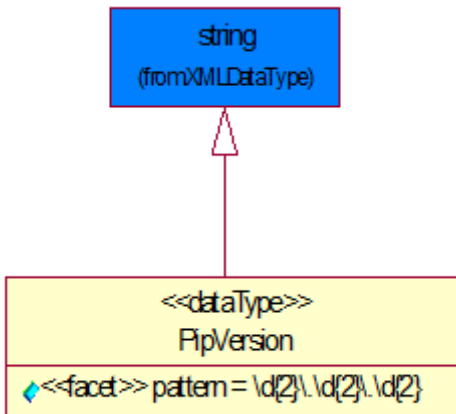 string
(fromXMLDataType)
<<dataType>>
PipVersion
<<facet>> pattern = \d{2}\.\d{2}\.\d{2}